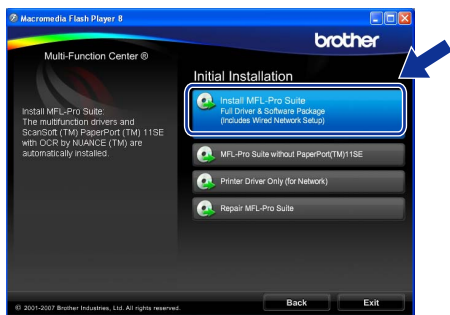 Macromedia Flash Player 8
brother
Multi-Function Center ®
Initial Installation
Install MFL-Pro Suite:
The multifunction drivers and
ScanSoft (TM) PaperPort (TM) 11SE
with OCR by NUANCE (TM) are
automatically installed.
Install MFL-Pro Suite
Full Driver & Software Package
(Includes Wired Network Setup)
MFL-Pro Suite without PaperPort(TM)11SE
Printer Driver Only (for Network)
Repair MFL-Pro Suite
© 2001-2007 Brother Industries, Ltd. All rights reserved.
Back
Exit